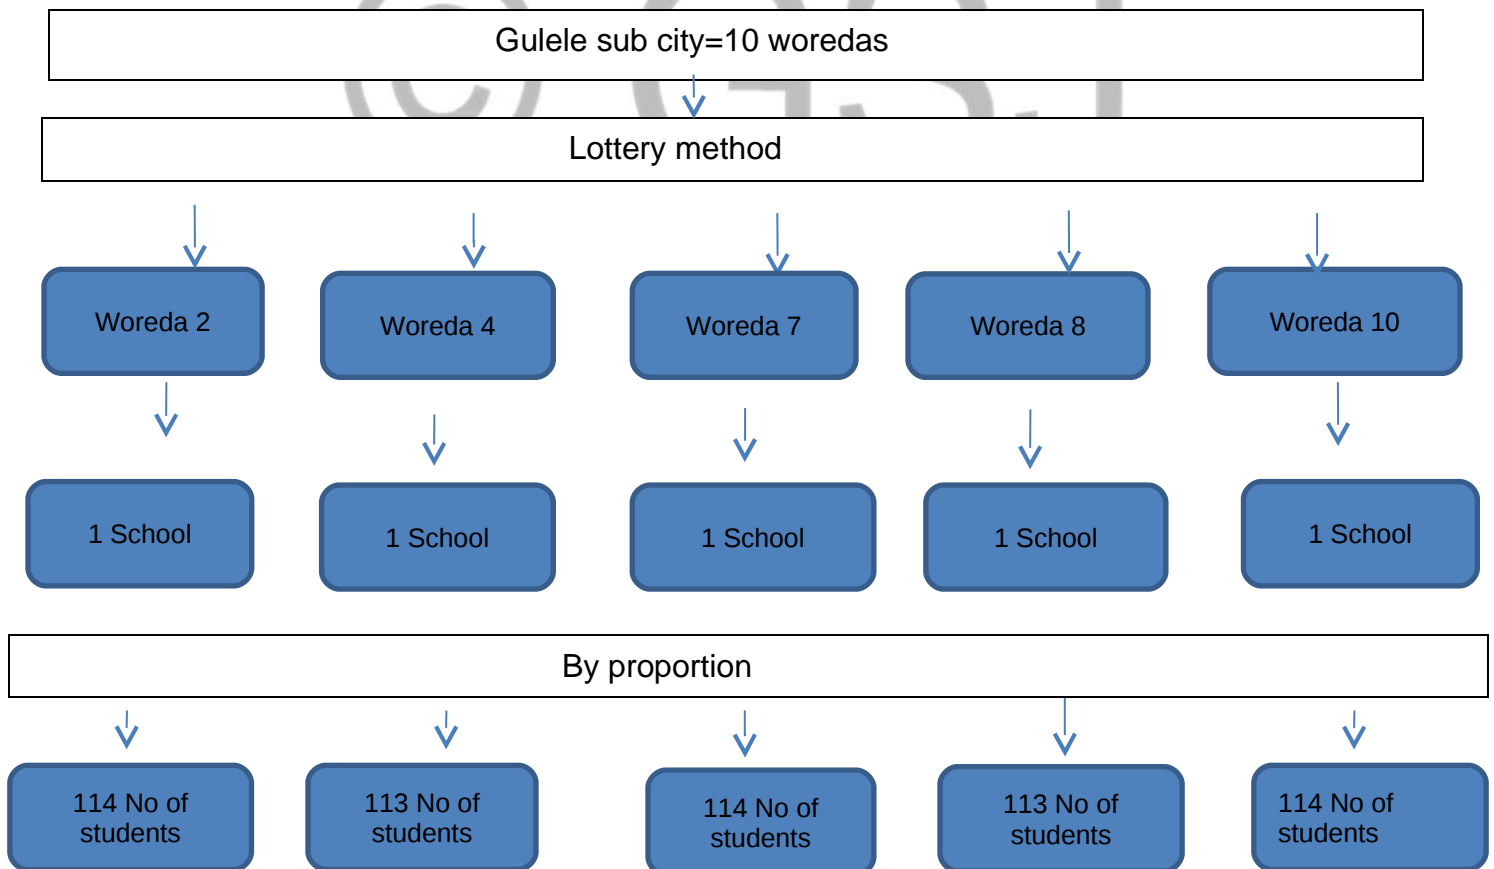 © GSJ
Gulele sub city=10 woredas
Lottery method
Woreda 2
Woreda 4
Woreda 7
Woreda 8
Woreda 10
1 School
1 School
1 School
1 School
1 School
By proportion
114 No of
students
113 No of
students
114 No of
students
113 No of
students
114 No of
students